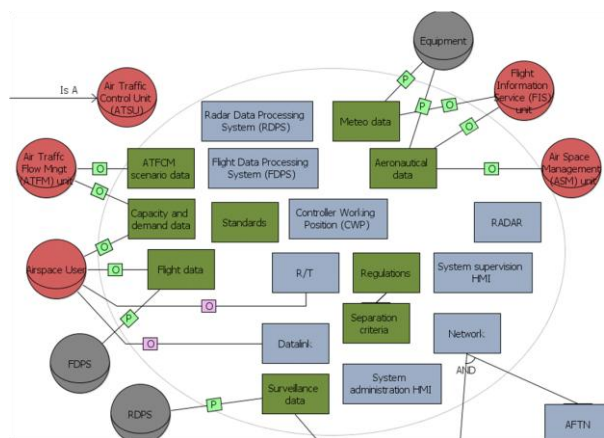 Equipment
Is A
Air Traffic
Control Unit
(ATSU)
P
Flight
Information
Service (FIS)
unit
O
P
Radar Data Processing
System (RDPS)
Meteo data
O
Air Traffc
Flow Mngt
(ATFM) unit
O
ATFCM
scenario data
Flight Data Processing
System (FDPS)
Aeronautical
data
O
Air Space
Management
(ASM) unit
O
Capacity and
demand data
Standards
Controller Working
Position (CWP)
RADAR
O
Airspace User
O
Flight data
R/T
Regulations
System supervision
HMI
O
P
Separation
criteria
Network
O
Datalink
FDPS
AND
System
administration HMI
Surveillance
data
P
RDPS
AFTN